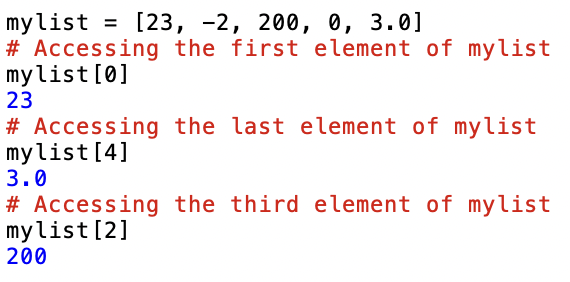 mylist = [23, -2, 200, 0, 3.0]
# Accessing the first element of mylist
mylist[0]
23
# Accessing the last element of mylist
mylist[4]
3.0
# Accessing the third element of mylist
mylist[2]
200